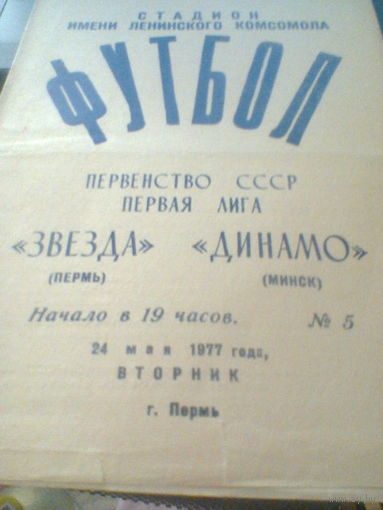 СТАДИОН
ИМЕНИ ЛЕНИНСКОГО КОМСОМОЛА
ФУТБОЛ
ПЕРВЕНСТВО СССР
ПЕРВАЯ ЛИГА
«ЗВЕЗДА» «ДИНАМО»
(ПЕРМЬ) (МИНСК)
Начало в 19 часов. № 5
24 мая 1977 года,
ВТОРНИК
г. Пермь